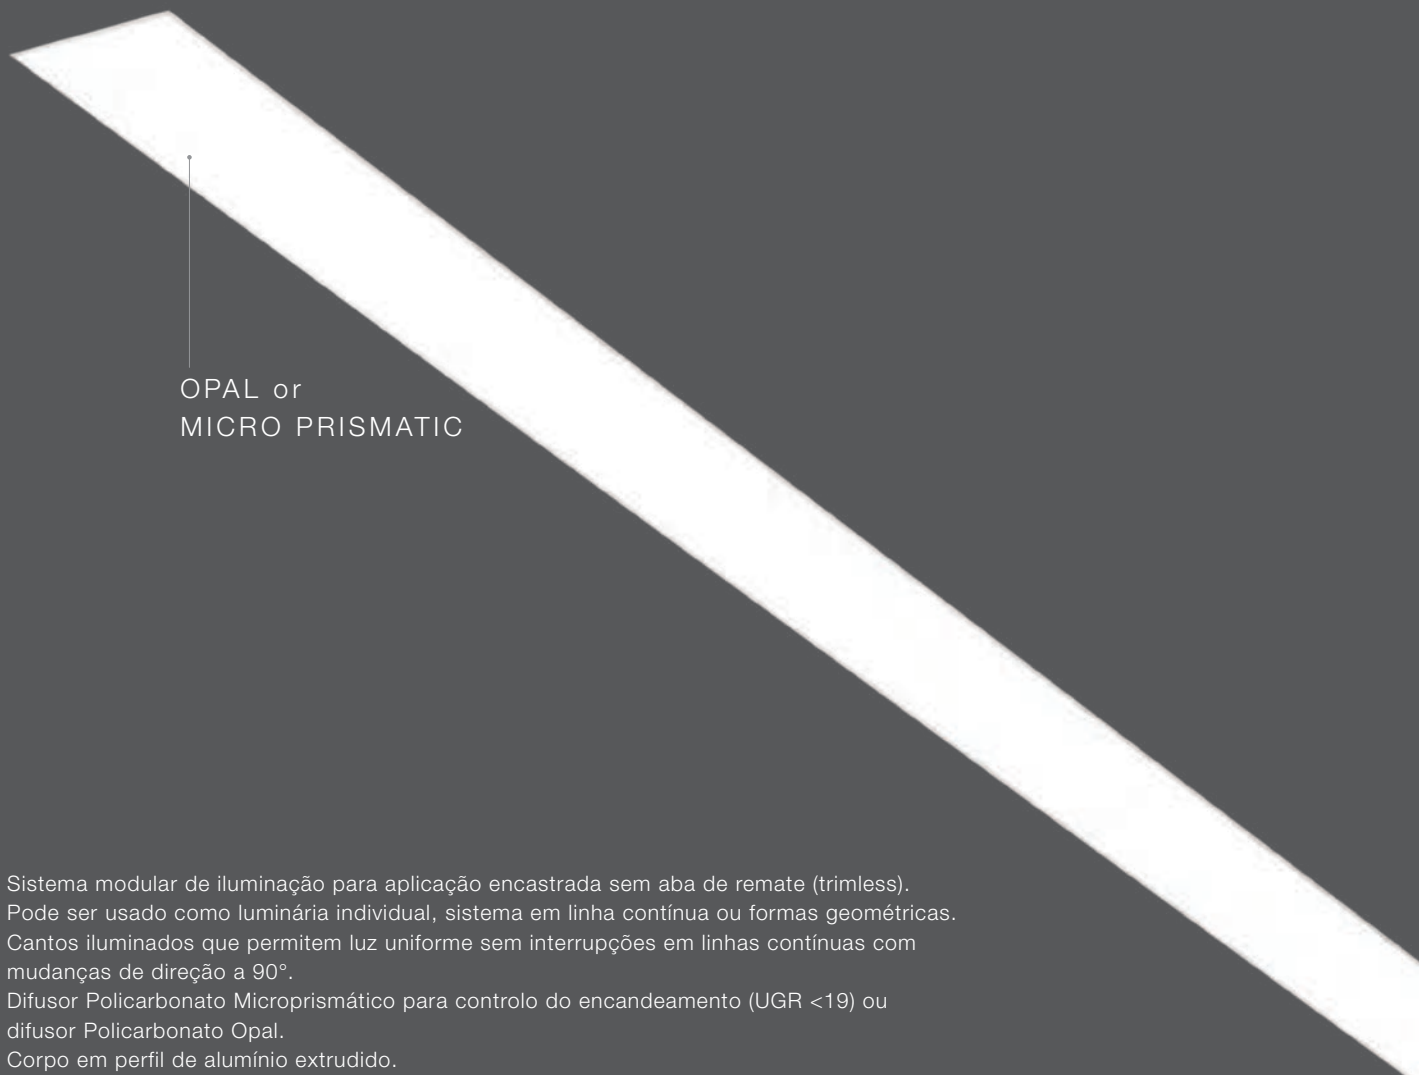 OPAL or
MICRO PRISMATIC
Sistema modular de iluminação para aplicação encastrada sem aba de remate (trimless).
Pode ser usado como luminária individual, sistema em linha contínua ou formas geométricas.
Cantos iluminados que permitem luz uniforme sem interrupções em linhas contínuas com
mudanças de direção a 90°.
Difusor Policarbonato Microprismático para controlo do encandeamento (UGR <19) ou
difusor Policarbonato Opal.
Corpo em perfil de alumínio extrudido.